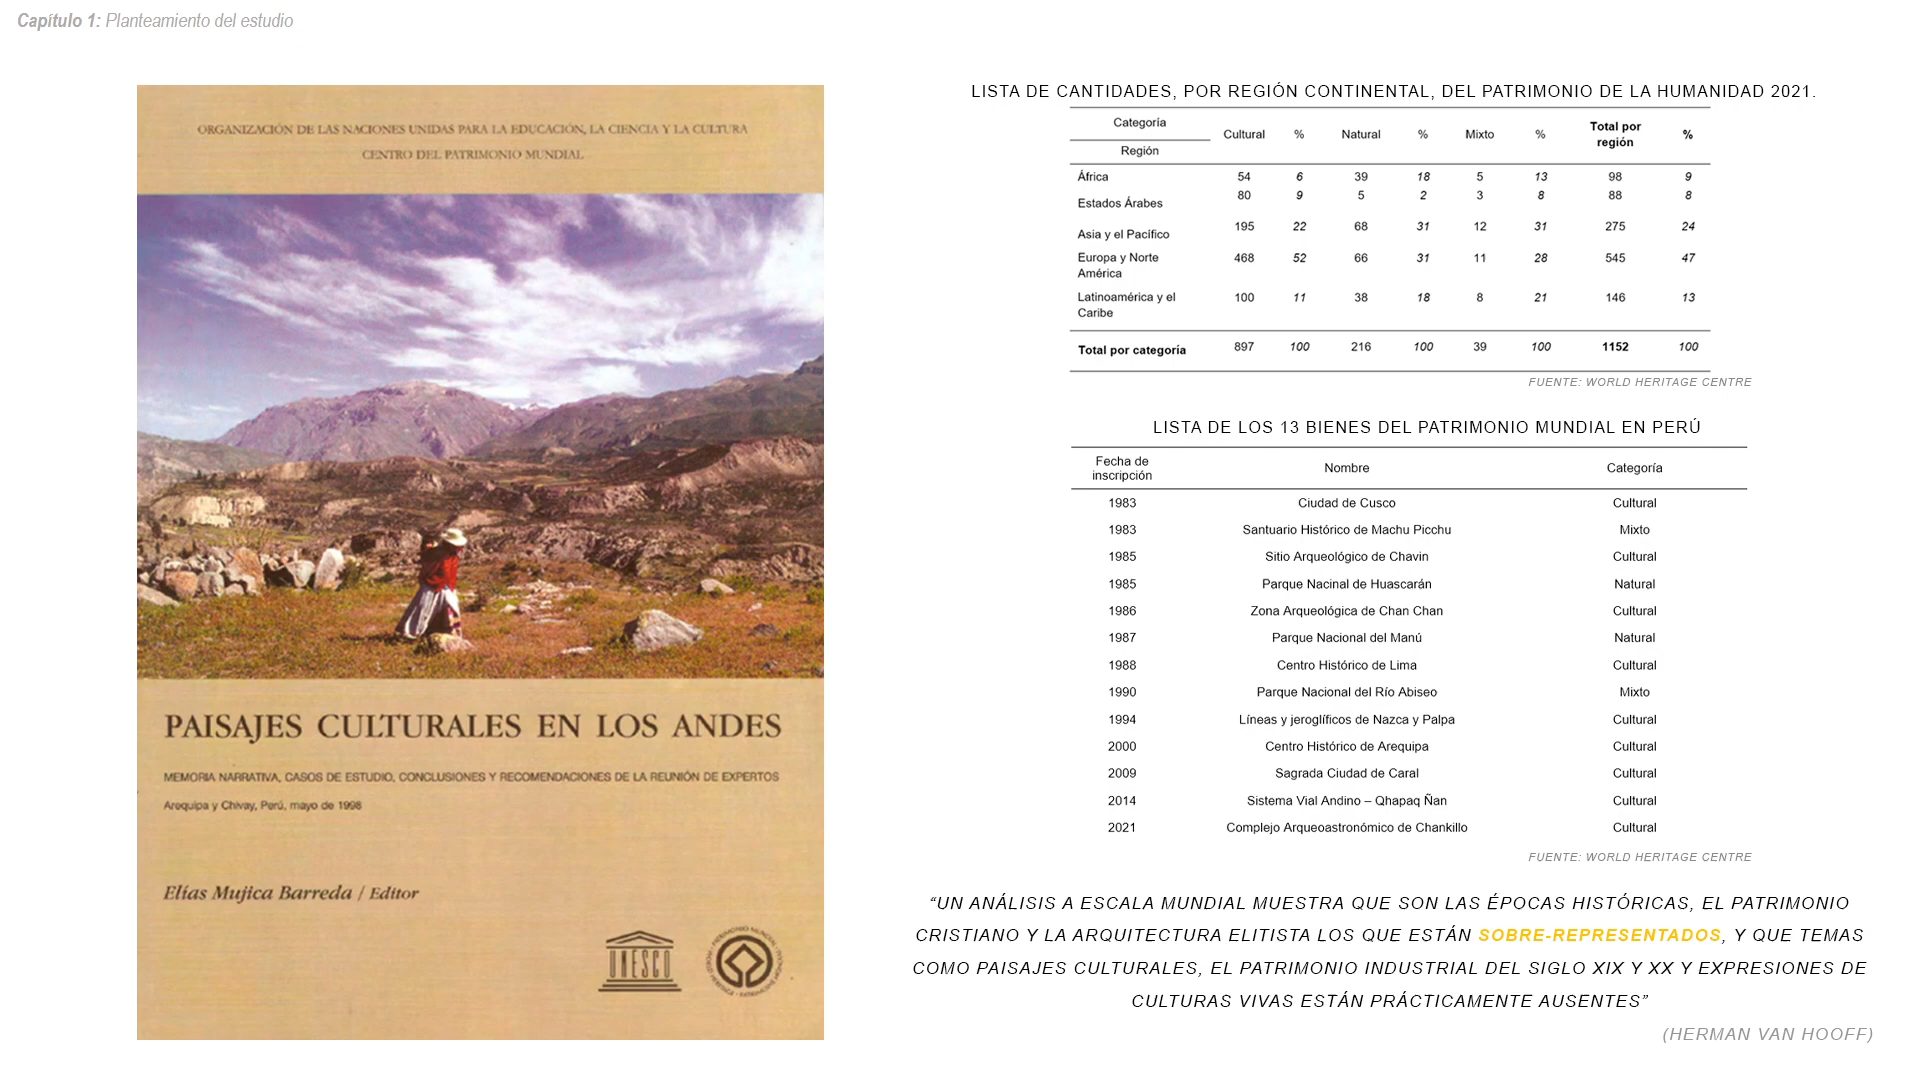 Capítulo 1: Planteamiento del estudio
ORGANIZACIÓN DE LAS NACIONES UNIDAS PARA LA EDUCACIÓN, LA CIENCIA Y LA CULTURA
CENTRO DEL PATRIMONIO MUNDIAL
PAISAJES CULTURALES EN LOS ANDES
MEMORIA NARRATIVA, CASOS DE ESTUDIO, CONCLUSIONES Y RECOMENDACIONES DE LA REUNIÓN DE EXPERTOS
Arequipa y Chivay, Perú, mayo de 1998
Elías Mujica Barreda / Editor
UNESCO
LISTA DE CANTIDADES, POR REGIÓN CONTINENTAL, DEL PATRIMONIO DE LA HUMANIDAD 2021.
Categoría
Región
Cultural % Natural % Mixto % Total por región %
África 54 6 39 18 5 13 98 9
Estados Árabes 80 9 5 2 3 8 88 8
Asia y el Pacífico 195 22 68 31 12 31 275 24
Europa y Norte América 468 52 66 31 11 28 545 47
Latinoamérica y el Caribe 100 11 38 18 8 21 146 13
Total por categoría 897 100 216 100 39 100 1152 100
FUENTE: WORLD HERITAGE CENTRE
LISTA DE LOS 13 BIENES DEL PATRIMONIO MUNDIAL EN PERÚ
Fecha de inscripción Nombre Categoría
1983 Ciudad de Cusco Cultural
1983 Santuario Histórico de Machu Picchu Mixto
1985 Sitio Arqueológico de Chavin Cultural
1985 Parque Nacinal de Huascarán Natural
1986 Zona Arqueológica de Chan Chan Cultural
1987 Parque Nacional del Manú Natural
1988 Centro Histórico de Lima Cultural
1990 Parque Nacional del Río Abiseo Mixto
1994 Líneas y jeroglíficos de Nazca y Palpa Cultural
2000 Centro Histórico de Arequipa Cultural
2009 Sagrada Ciudad de Caral Cultural
2014 Sistema Vial Andino – Qhapaq Ñan Cultural
2021 Complejo Arqueoastronómico de Chankillo Cultural
FUENTE: WORLD HERITAGE CENTRE
“UN ANÁLISIS A ESCALA MUNDIAL MUESTRA QUE SON LAS ÉPOCAS HISTÓRICAS, EL PATRIMONIO
CRISTIANO Y LA ARQUITECTURA ELITISTA LOS QUE ESTÁN SOBRE-REPRESENTADOS, Y QUE TEMAS
COMO PAISAJES CULTURALES, EL PATRIMONIO INDUSTRIAL DEL SIGLO XIX Y XX Y EXPRESIONES DE
CULTURAS VIVAS ESTÁN PRÁCTICAMENTE AUSENTES”
(HERMAN VAN HOOFF)